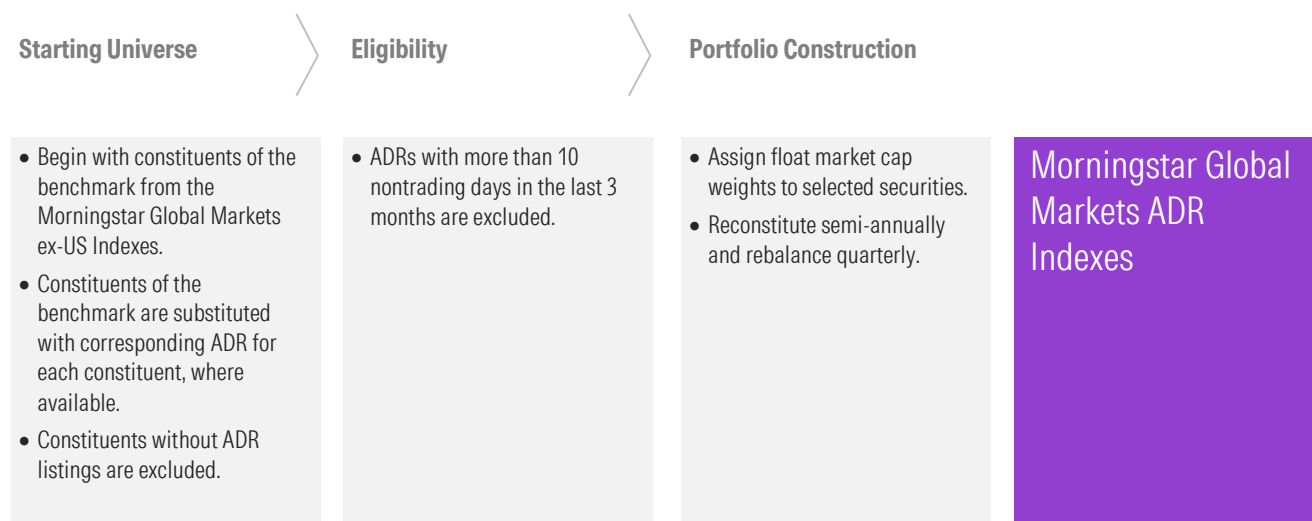 Starting Universe
Eligibility
Portfolio Construction
• Begin with constituents of the
benchmark from the
Morningstar Global Markets
ex-US Indexes.
• Constituents of the
benchmark are substituted
with corresponding ADR for
each constituent, where
available.
• Constituents without ADR
listings are excluded.
• ADRs with more than 10
nontrading days in the last 3
months are excluded.
• Assign float market cap
weights to selected securities.
• Reconstitute semi-annually
and rebalance quarterly.
Morningstar Global
Markets ADR
Indexes